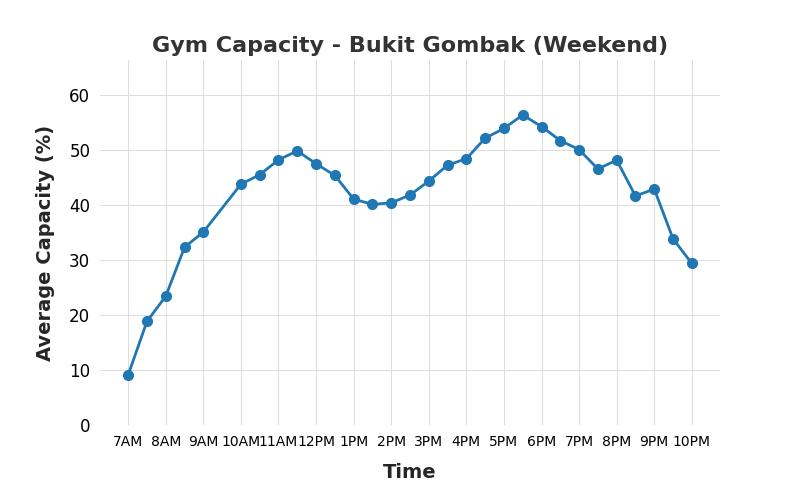 Gym Capacity - Bukit Gombak (Weekend)
Average Capacity (%)
60
50
40
30
20
10
0
7AM 8AM 9AM 10AM 11AM 12PM 1PM 2PM 3PM 4PM 5PM 6PM 7PM 8PM 9PM 10PM
Time